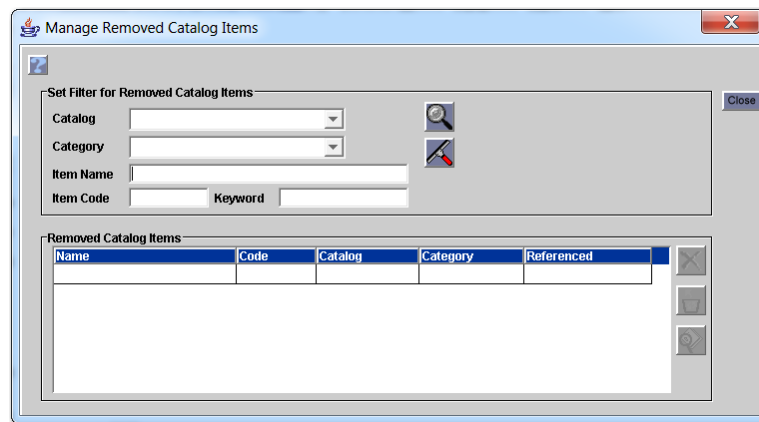 Manage Removed Catalog Items
X
?
Set Filter for Removed Catalog Items
Close
Catalog
Category
Item Name
Item Code Keyword
Removed Catalog Items
Name Code Catalog Category Referenced